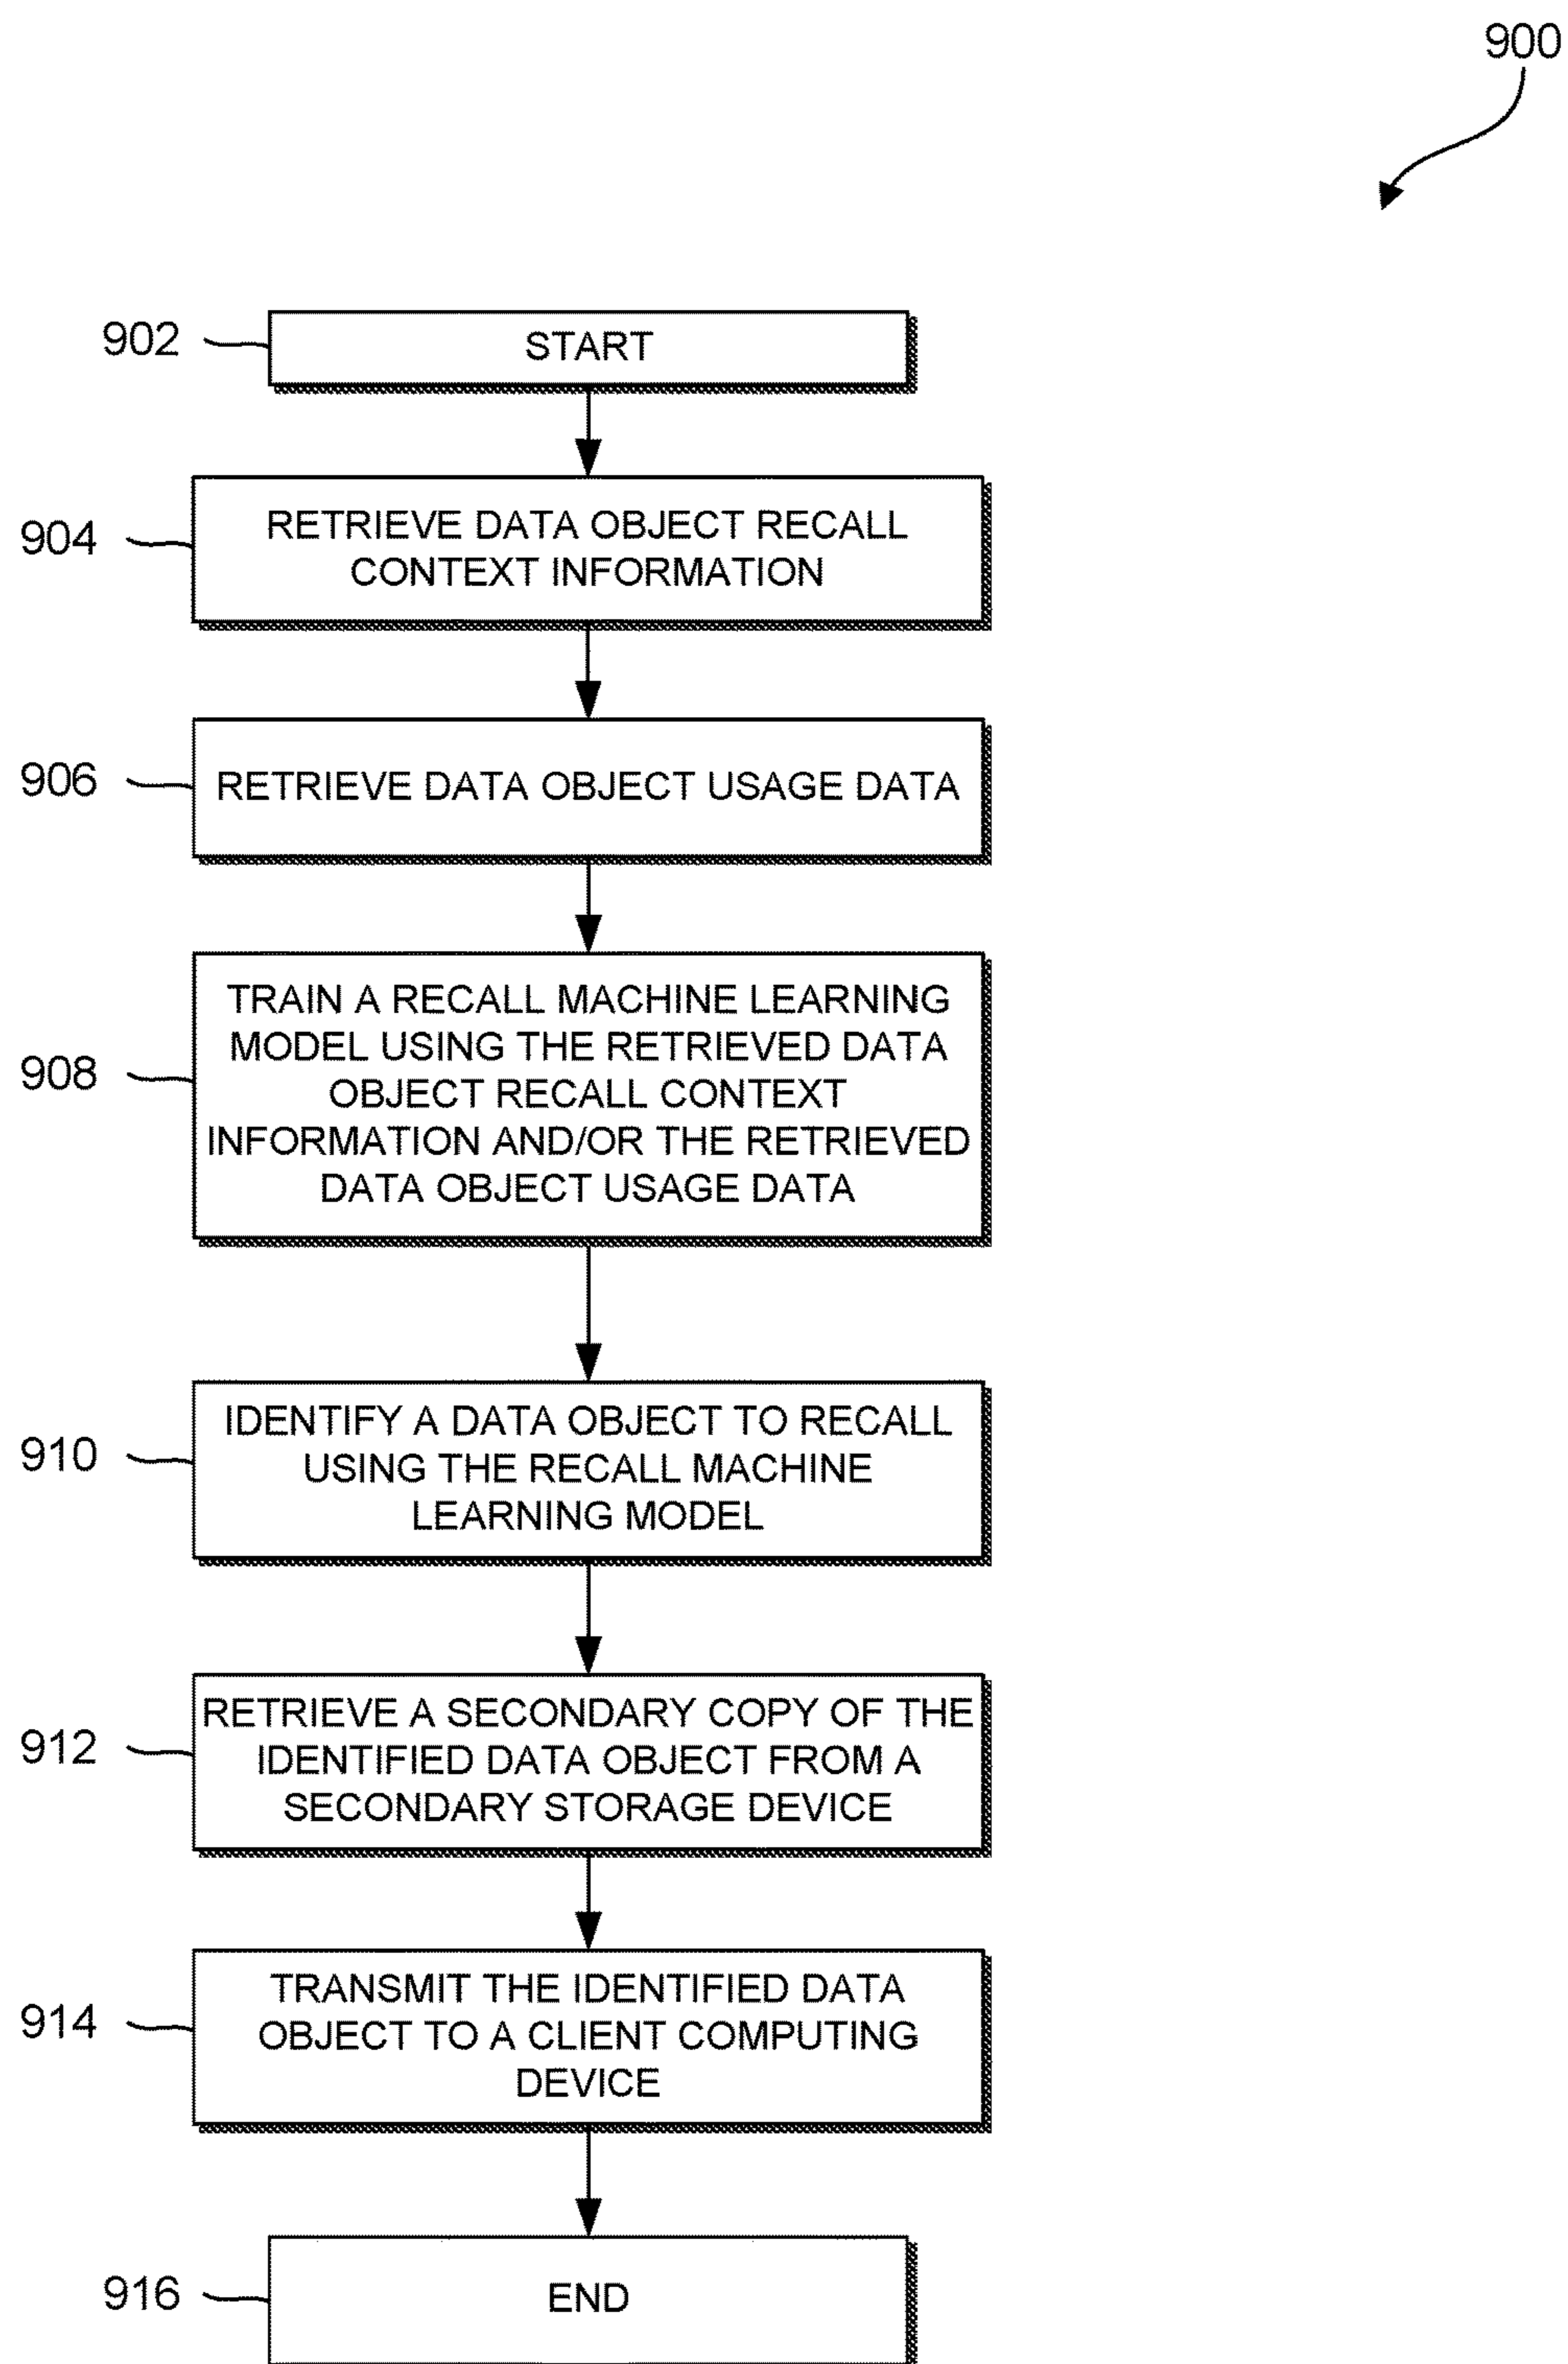 900
902
START
904
RETRIEVE DATA OBJECT RECALL
CONTEXT INFORMATION
906
RETRIEVE DATA OBJECT USAGE DATA
908
TRAIN A RECALL MACHINE LEARNING
MODEL USING THE RETRIEVED DATA
OBJECT RECALL CONTEXT
INFORMATION AND/OR THE RETRIEVED
DATA OBJECT USAGE DATA
910
IDENTIFY A DATA OBJECT TO RECALL
USING THE RECALL MACHINE
LEARNING MODEL
912
RETRIEVE A SECONDARY COPY OF THE
IDENTIFIED DATA OBJECT FROM A
SECONDARY STORAGE DEVICE
914
TRANSMIT THE IDENTIFIED DATA
OBJECT TO A CLIENT COMPUTING
DEVICE
916
END